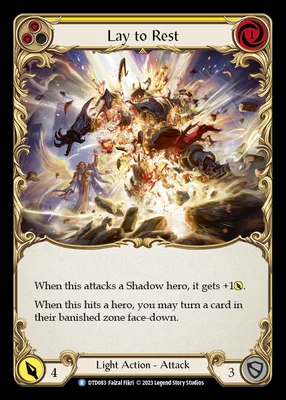 Lay to Rest
1
When this attacks a Shadow hero, it gets +1
When this hits a hero, you may turn a card in
their banished zone face-down.
4
Light Action - Attack
3
R DTD083 Faizal Fikri © 2023 Legend Story Studios